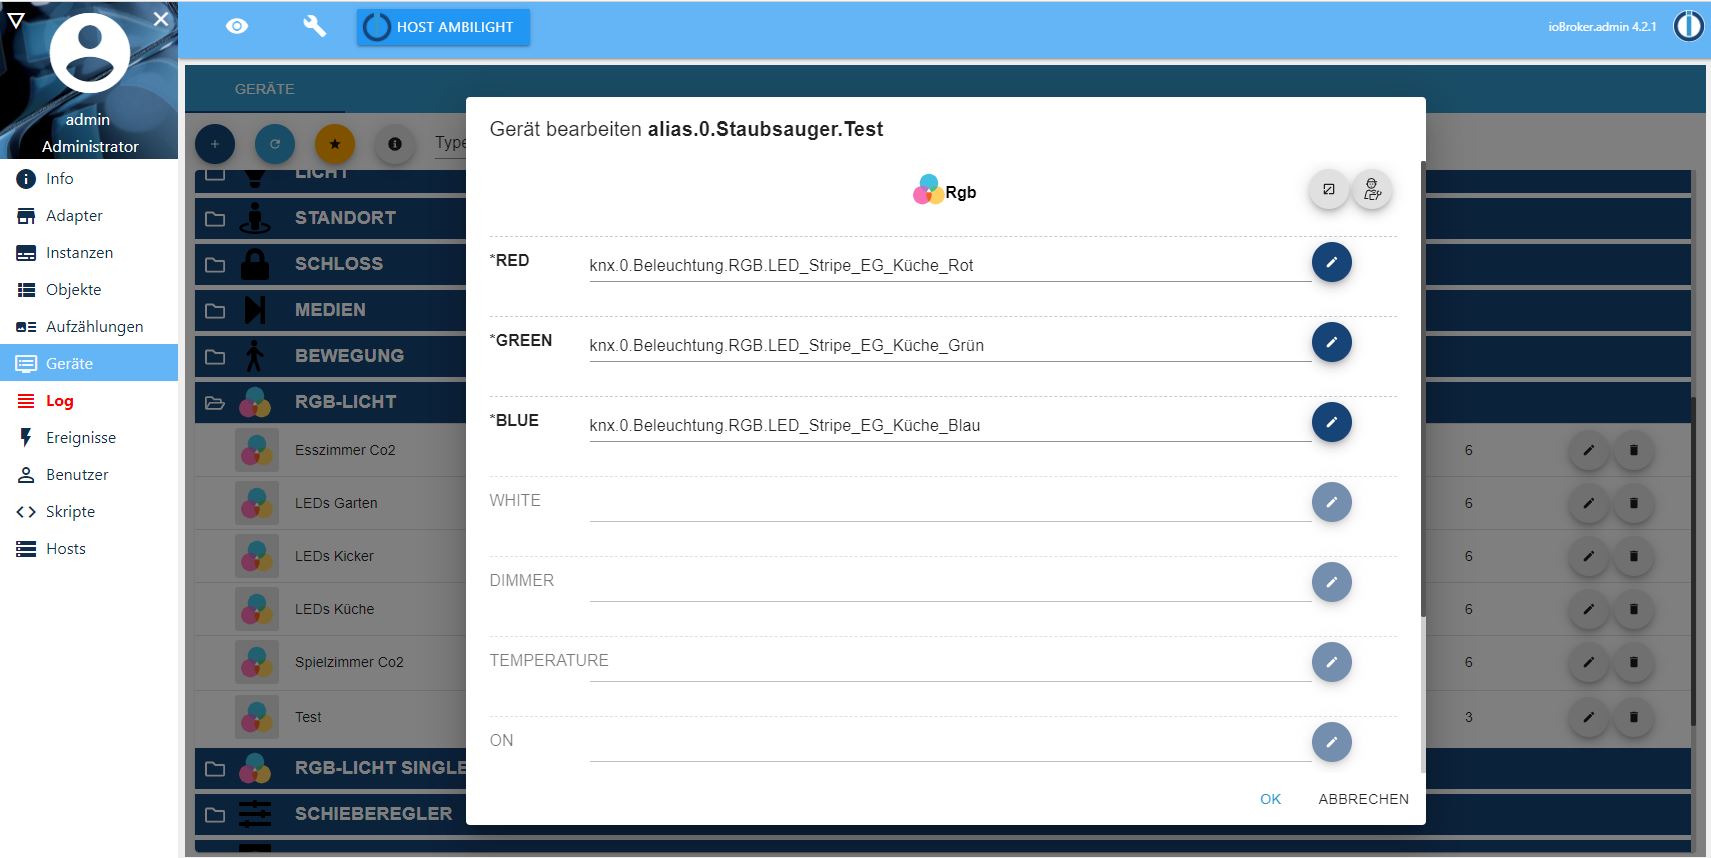 HOST AMBILIGHT
ioBroker.admin 4.2.1
admin
Administrator
Info
Adapter
Instanzen
Objekte
Aufzählungen
Geräte
Log
Ereignisse
Benutzer
Skripte
Hosts
GERÄTE
Type
LICHT
STANDORT
SCHLOSS
MEDIEN
BEWEGUNG
RGB-LICHT
Esszimmer Co2
6
LEDs Garten
6
LEDs Kicker
6
LEDs Küche
6
Spielzimmer Co2
6
Test
3
RGB-LICHT SINGLE
SCHIEBEREGLER
Gerät bearbeiten alias.0.Staubsauger.Test
Rgb
*RED knx.0.Beleuchtung.RGB.LED_Stripe_EG_Küche_Rot
*GREEN knx.0.Beleuchtung.RGB.LED_Stripe_EG_Küche_Grün
*BLUE knx.0.Beleuchtung.RGB.LED_Stripe_EG_Küche_Blau
WHITE
DIMMER
TEMPERATURE
ON
OK ABBRECHEN